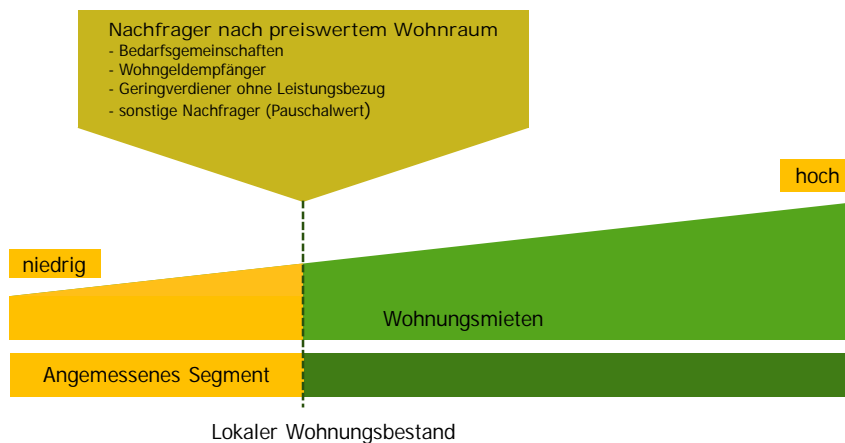 Nachfrager nach preiswertem Wohnraum
- Bedarfsgemeinschaften
- Wohngeldempfänger
- Geringverdiener ohne Leistungsbezug
- sonstige Nachfrager (Pauschalwert)
hoch
niedrig
Wohnungsmieten
Angemessenes Segment
Lokaler Wohnungsbestand